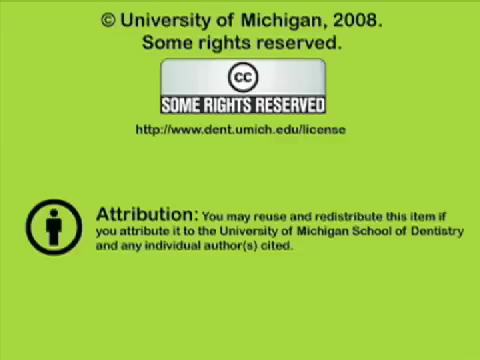 © University of Michigan, 2008.
Some rights reserved.
cc
SOME RIGHTS RESERVED
http://www.dent.umich.edu/license
Attribution: You may reuse and redistribute this item if
you attribute it to the University of Michigan School of Dentistry
and any individual author(s) cited.